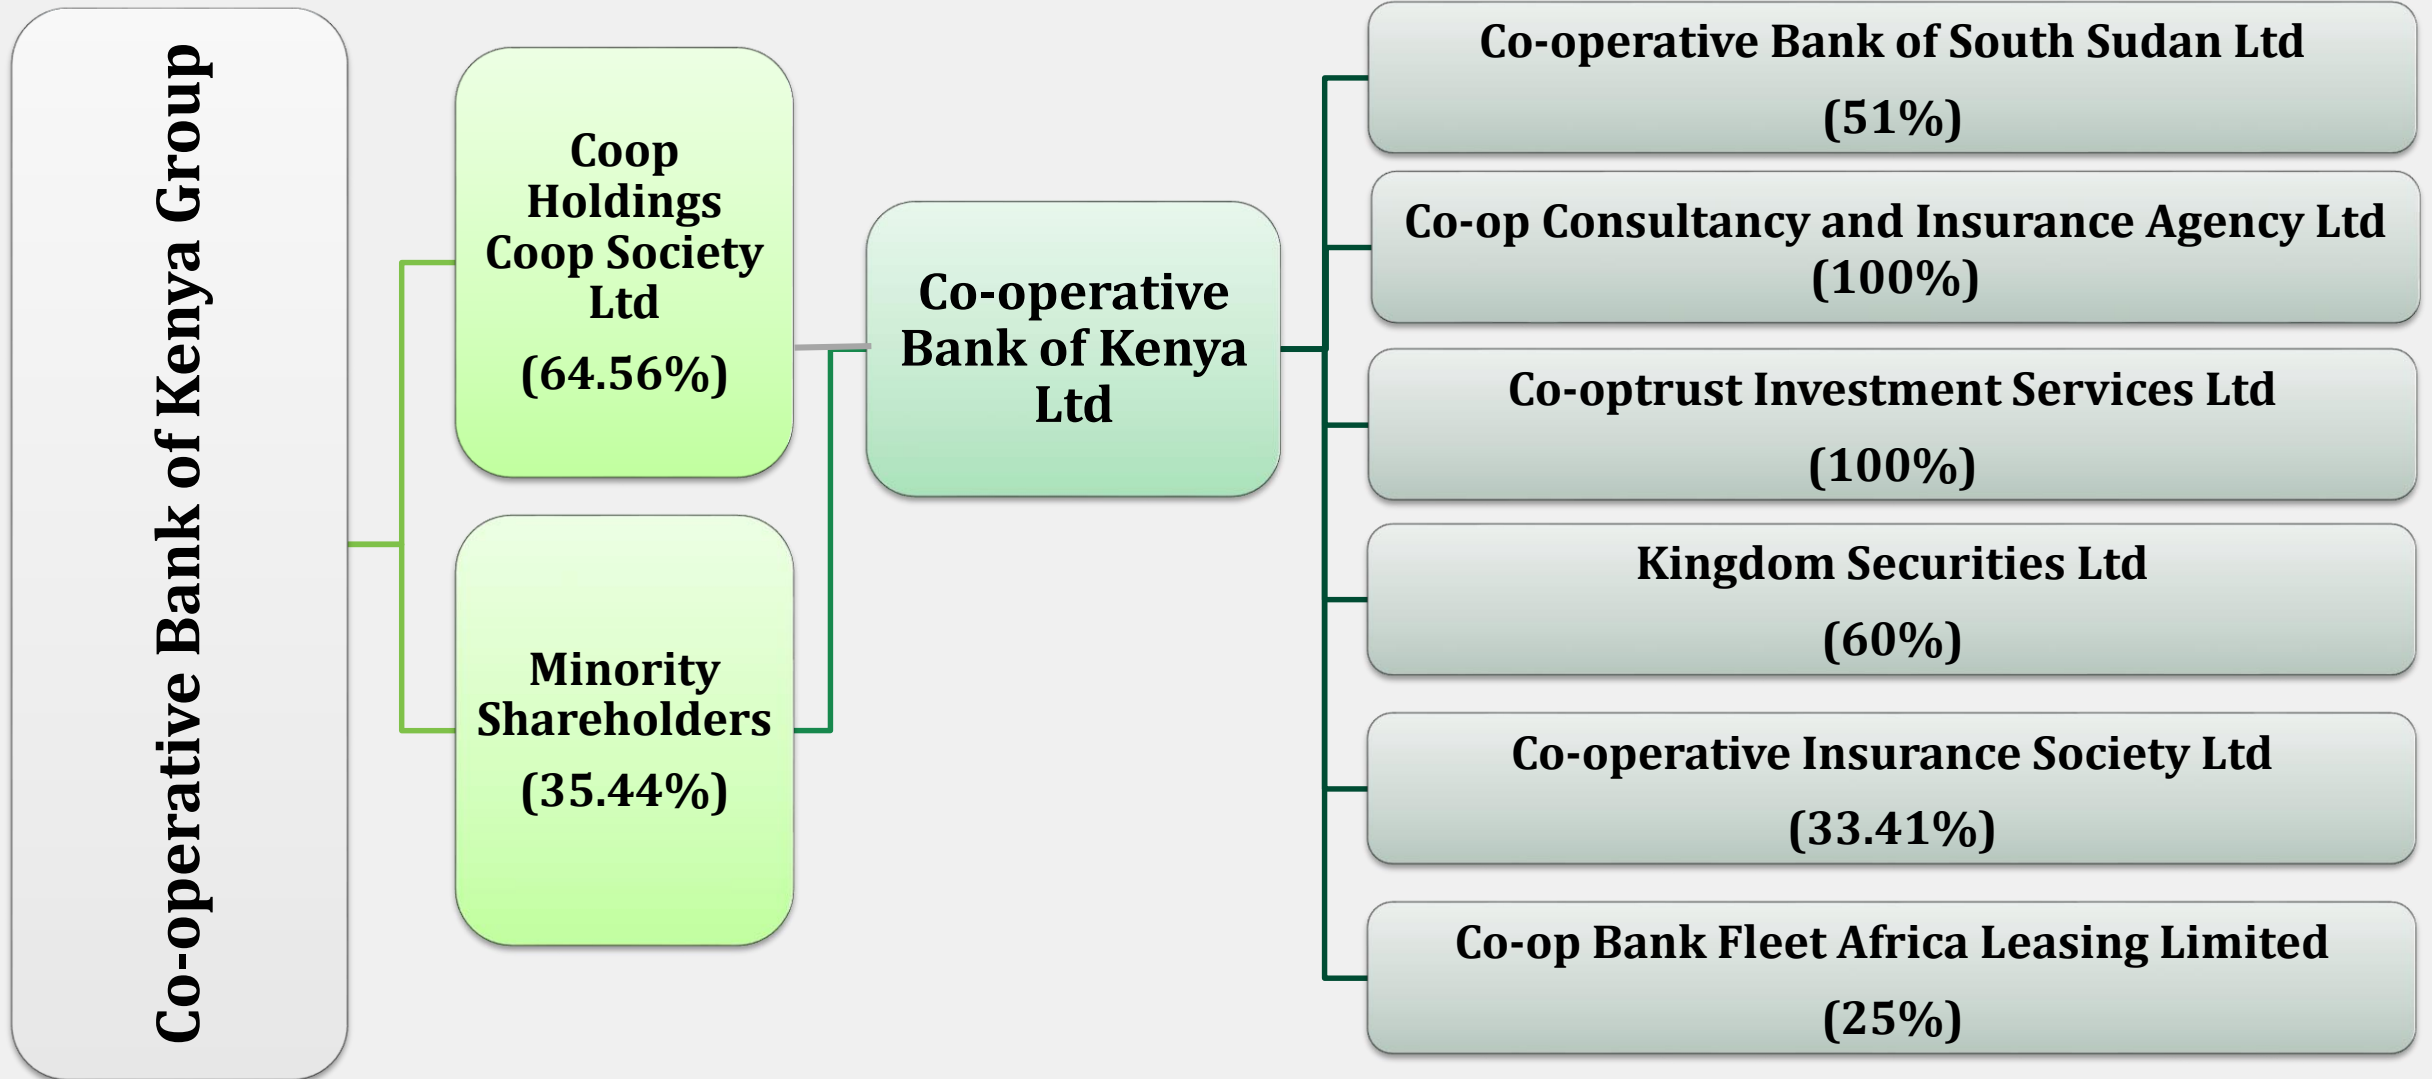 Co-operative Bank of Kenya Group
Coop
Holdings
Coop Society
Ltd
(64.56%)
Minority
Shareholders
(35.44%)
Co-operative
Bank of Kenya
Ltd
Co-operative Bank of South Sudan Ltd
(51%)
Co-op Consultancy and Insurance Agency Ltd
(100%)
Co-optrust Investment Services Ltd
(100%)
Kingdom Securities Ltd
(60%)
Co-operative Insurance Society Ltd
(33.41%)
Co-op Bank Fleet Africa Leasing Limited
(25%)